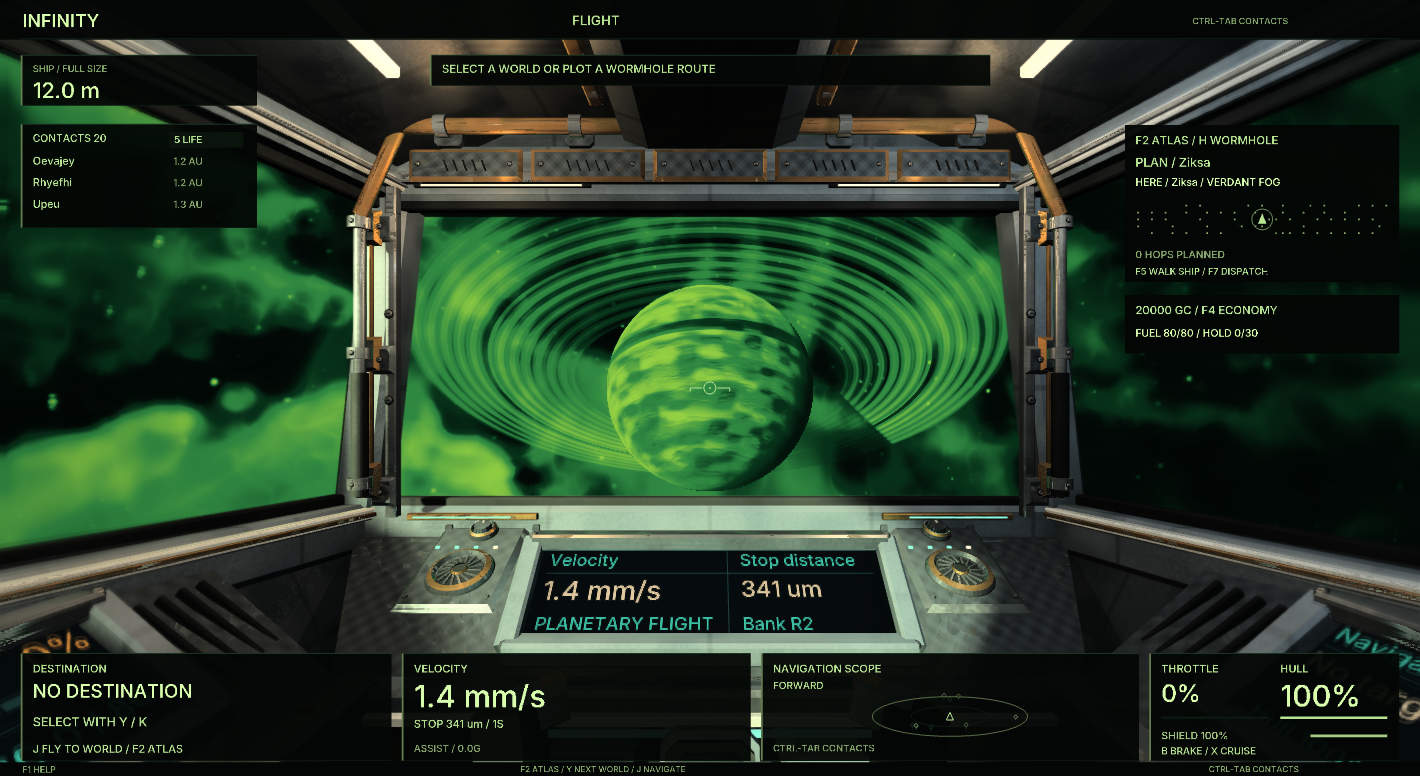 INFINITY
FLIGHT
CTRL-TAB CONTACTS
SHIP / FULL SIZE
12.0 m
SELECT A WORLD OR PLOT A WORMHOLE ROUTE
CONTACTS 20
5 LIFE
Oevajey
1.2 AU
Rhyefhi
1.2 AU
Upeu
1.3 AU
F2 ATLAS / H WORMHOLE
PLAN / Ziksa
HERE / Ziksa / VERDANT FOG
0 HOPS PLANNED
F5 WALK SHIP / F7 DISPATCH
20000 GC / F4 ECONOMY
FUEL 80/80 / HOLD 0/30
Velocity
Stop distance
1.4 mm/s
341 um
PLANETARY FLIGHT
Bank R2
DESTINATION
NO DESTINATION
SELECT WITH Y / K
J FLY TO WORLD / F2 ATLAS
VELOCITY
1.4 mm/s
STOP 341 um / 1S
ASSIST / 0.0G
NAVIGATION SCOPE
FORWARD
CTRL-TAB CONTACTS
THROTTLE
HULL
0%
100%
SHIELD 100%
B BRAKE / X CRUISE
F1 HELP
F2 ATLAS / Y NEXT WORLD / J NAVIGATE
CTRL-TAB CONTACTS